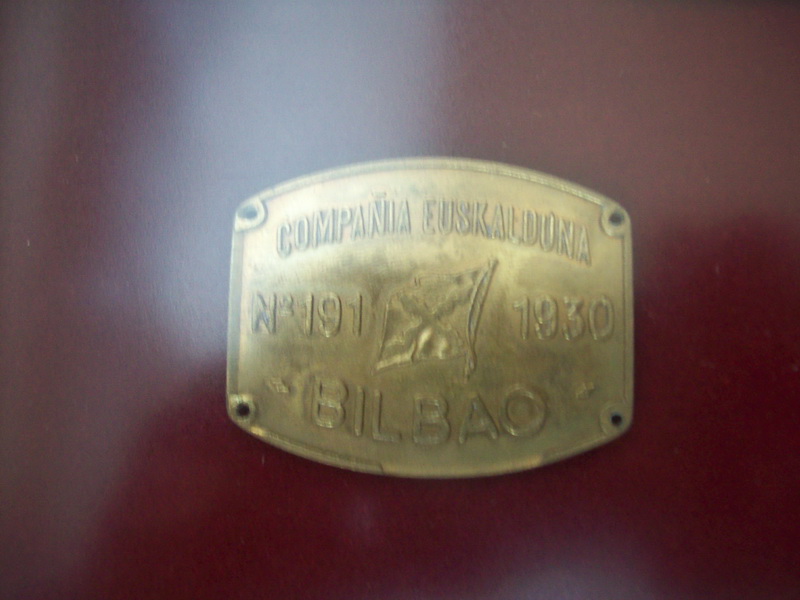 COMPAÑIA EUSKALDUNA
Nº 191 1930
BILBAO